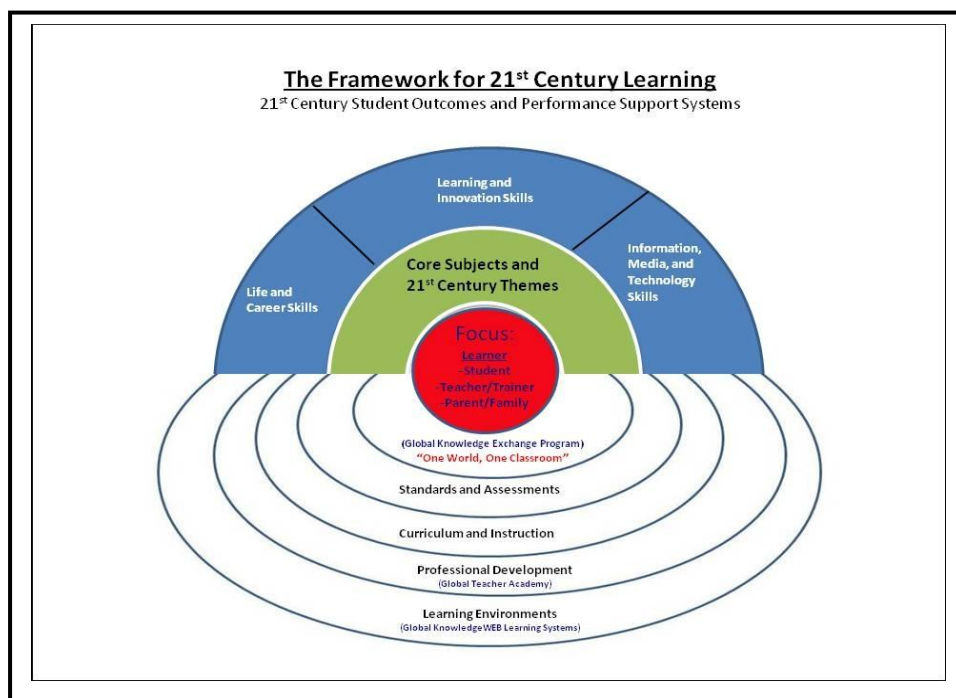 The Framework for 21st Century Learning
21st Century Student Outcomes and Performance Support Systems
Learning and
Innovation Skills
Life and
Career Skills
Information,
Media, and
Technology
Skills
Core Subjects and
21st Century Themes
Focus:
Learner
-Student
-Teacher/Trainer
-Parent/Family
(Global Knowledge Exchange Program)
“One World, One Classroom”
Standards and Assessments
Curriculum and Instruction
Professional Development
(Global Teacher Academy)
Learning Environments
(Global KnowledgeWEB Learning Systems)